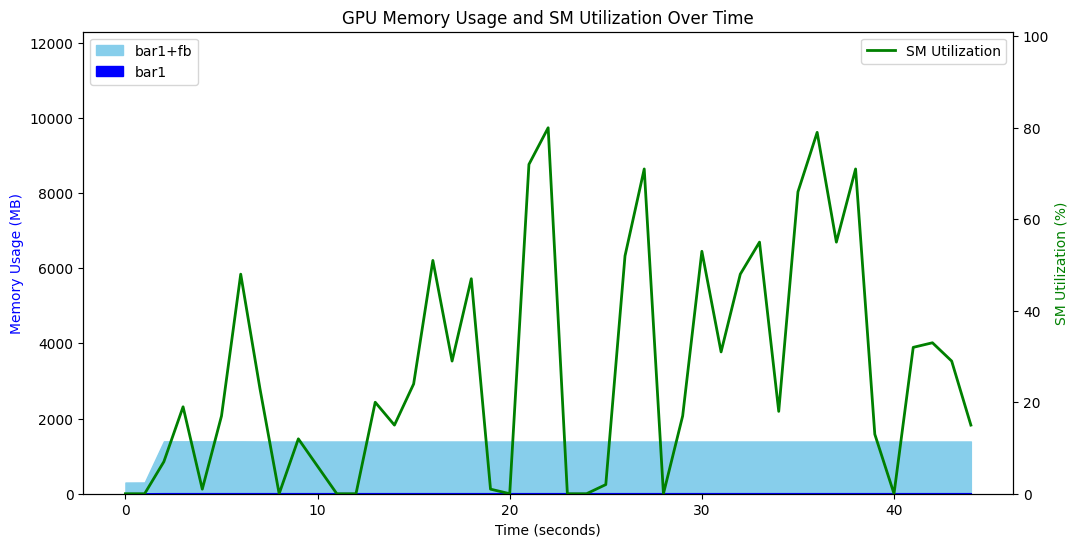 GPU Memory Usage and SM Utilization Over Time
bar1+fb
bar1
SM Utilization
12000
10000
8000
6000
4000
2000
0
Memory Usage (MB)
100
80
60
40
20
0
SM Utilization (%)
0
10
20
30
40
Time (seconds)